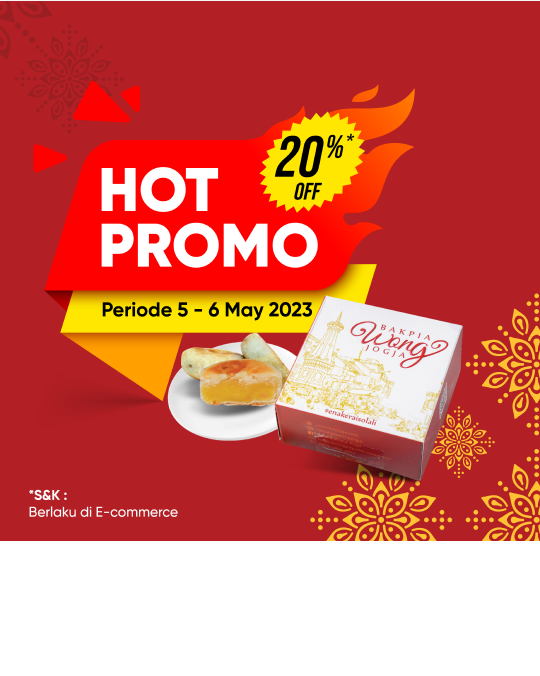 20%*
OFF
HOT
PROMO
Periode 5 - 6 May 2023
BAKPIA
Wong
JOGJA
#enakeraisolali
*S&K :
Berlaku di E-commerce